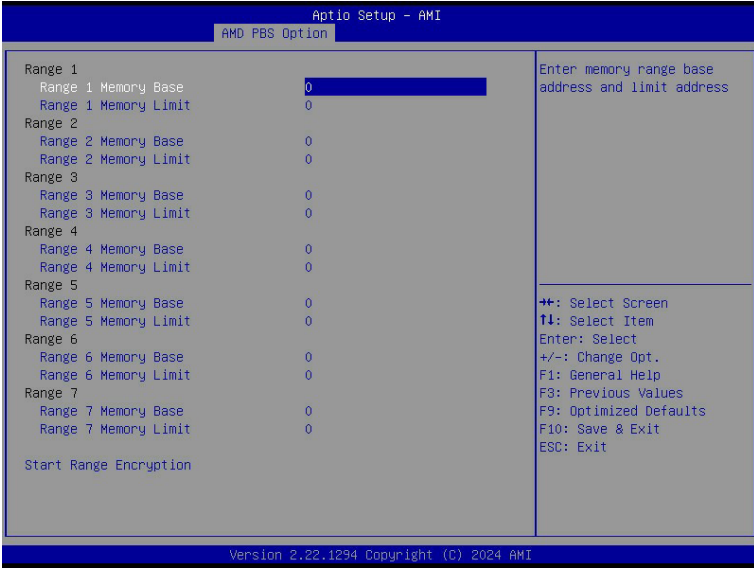 Aptio Setup - AMI
AMD PBS Option
Range 1
Range 1 Memory Base 0
Range 1 Memory Limit 0
Range 2
Range 2 Memory Base 0
Range 2 Memory Limit 0
Range 3
Range 3 Memory Base 0
Range 3 Memory Limit 0
Range 4
Range 4 Memory Base 0
Range 4 Memory Limit 0
Range 5
Range 5 Memory Base 0
Range 5 Memory Limit 0
Range 6
Range 6 Memory Base 0
Range 6 Memory Limit 0
Range 7
Range 7 Memory Base 0
Range 7 Memory Limit 0
Start Range Encryption
Enter memory range base
address and limit address
→←: Select Screen
↑↓: Select Item
Enter: Select
+/-: Change Opt.
F1: General Help
F3: Previous Values
F9: Optimized Defaults
F10: Save & Exit
ESC: Exit
Version 2.22.1294 Copyright (C) 2024 AMI